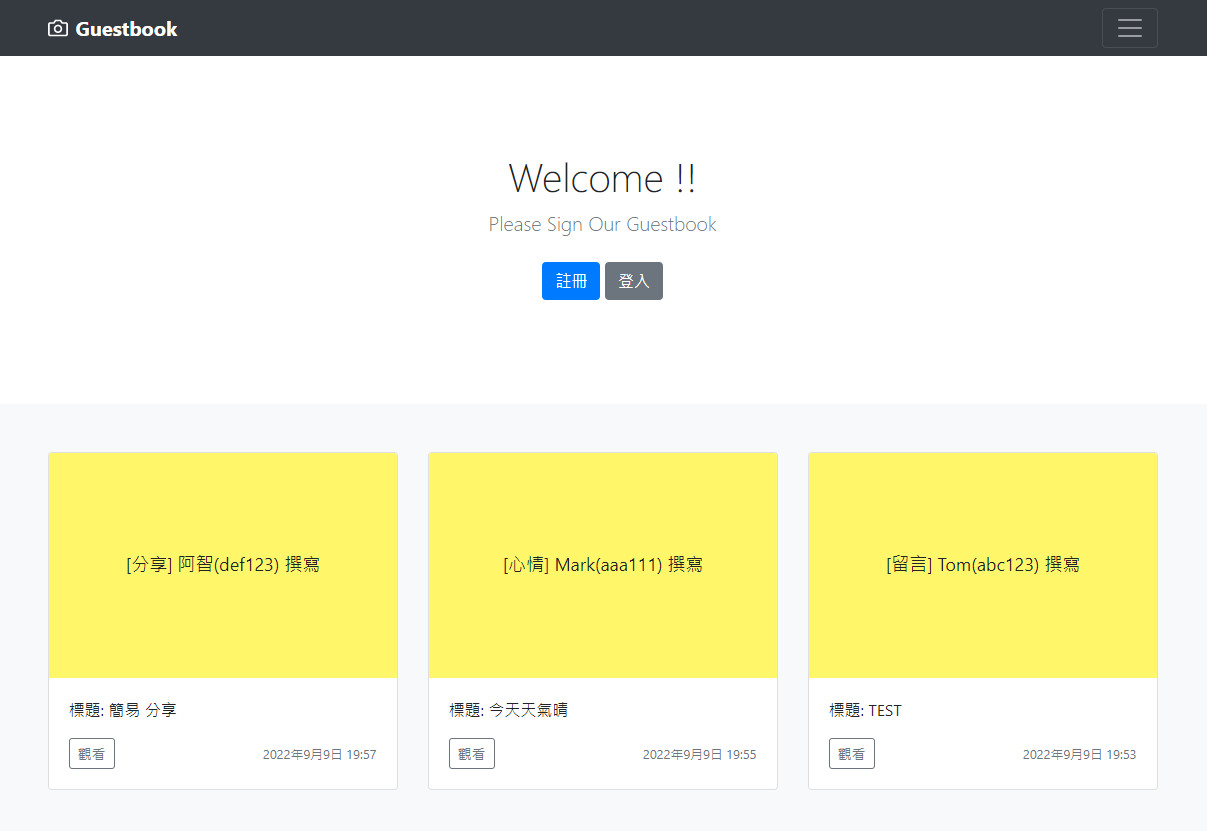 Guestbook
Welcome !!
Please Sign Our Guestbook
註冊 登入
[分享] 阿智(def123) 撰寫
[心情] Mark(aaa111) 撰寫
[留言] Tom(abc123) 撰寫
標題: 簡易 分享
標題: 今天天氣晴
標題: TEST
觀看 2022年9月9日 19:57
觀看 2022年9月9日 19:55
觀看 2022年9月9日 19:53